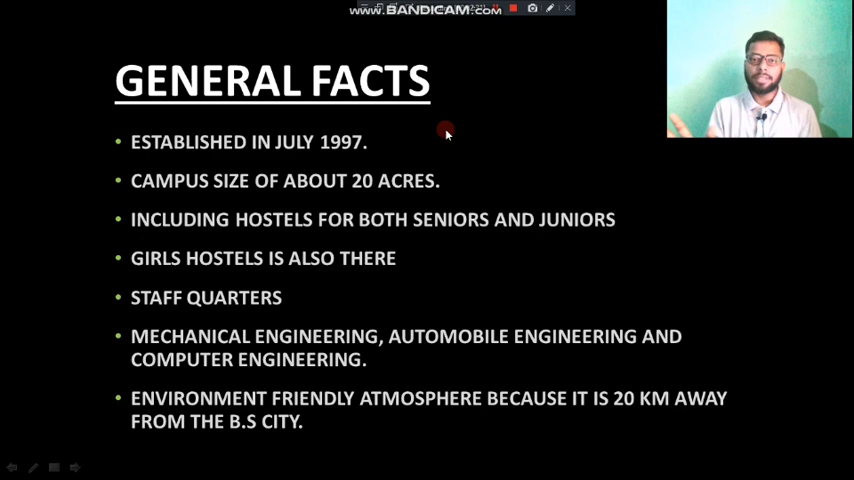 www.BANDICAM.com
GENERAL FACTS
• ESTABLISHED IN JULY 1997.
• CAMPUS SIZE OF ABOUT 20 ACRES.
• INCLUDING HOSTELS FOR BOTH SENIORS AND JUNIORS
• GIRLS HOSTELS IS ALSO THERE
• STAFF QUARTERS
• MECHANICAL ENGINEERING, AUTOMOBILE ENGINEERING AND
COMPUTER ENGINEERING.
• ENVIRONMENT FRIENDLY ATMOSPHERE BECAUSE IT IS 20 KM AWAY
FROM THE B.S CITY.